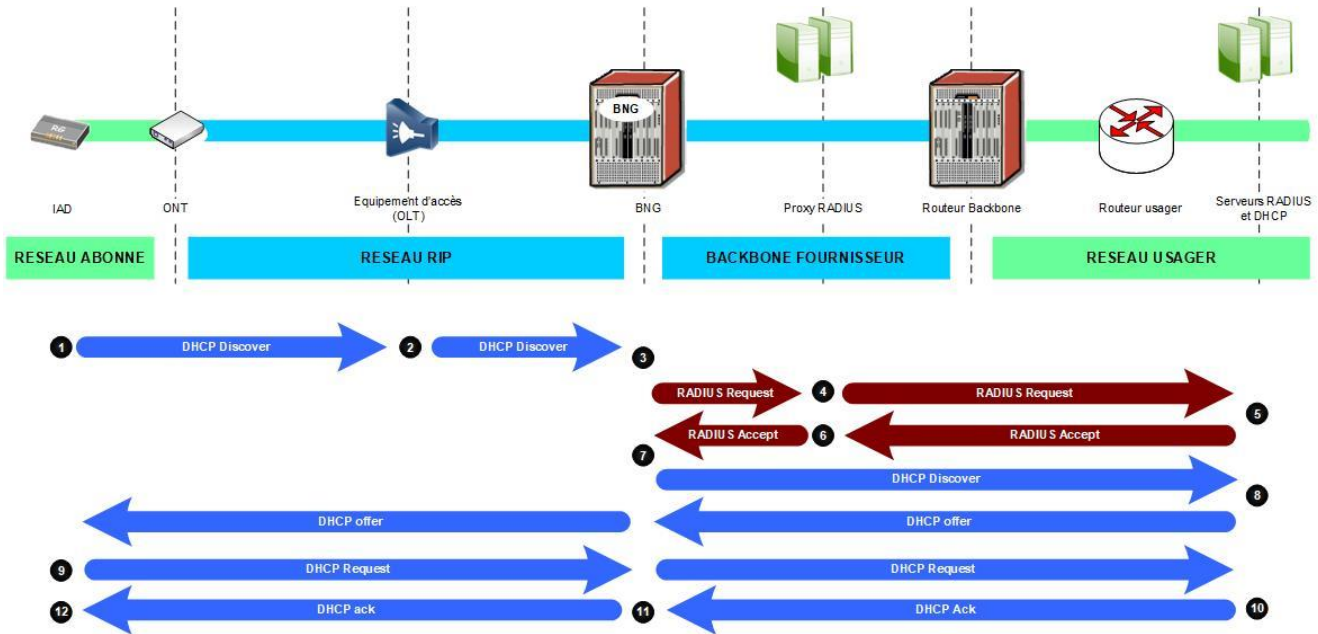 BNG
RG
IAD
ONT
Equipement d'accès
(OLT)
BNG
Proxy RADIUS
Routeur Backbone
Routeur usager
Serveurs RADIUS
et DHCP
RESEAU ABONNE
RESEAU RIP
BACKBONE FOURNISSEUR
RESEAU USAGER
1
DHCP Discover
2
DHCP Discover
3
RADIUS Request
4
RADIUS Request
5
RADIUS Accept
6
RADIUS Accept
7
DHCP Discover
8
DHCP offer
DHCP offer
9
DHCP Request
DHCP Request
12
DHCP ack
11
DHCP Ack
10